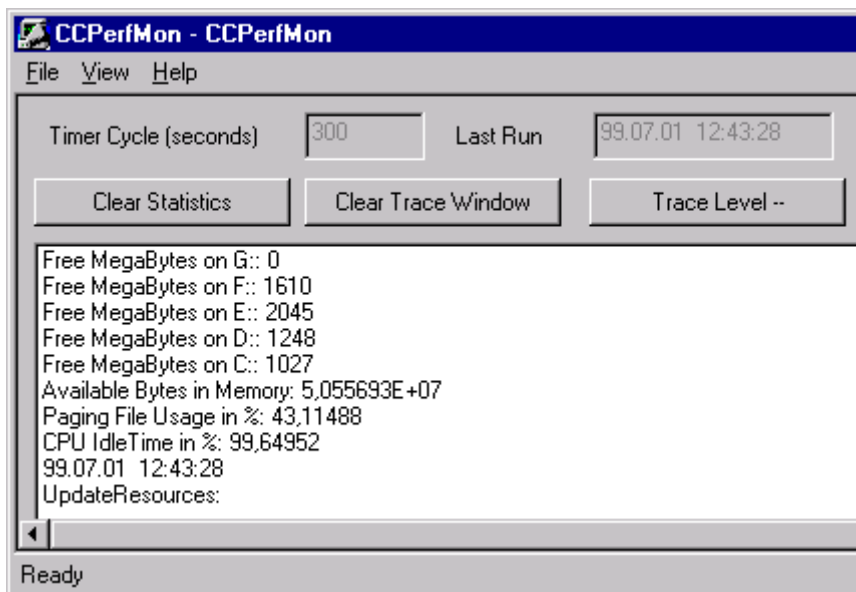 CCPerfMon - CCPerfMon
File View Help
Timer Cycle (seconds) 300 Last Run 99.07.01 12:43:28
Clear Statistics Clear Trace Window Trace Level --
Free MegaBytes on G:: 0
Free MegaBytes on F:: 1610
Free MegaBytes on E:: 2045
Free MegaBytes on D:: 1248
Free MegaBytes on C:: 1027
Available Bytes in Memory: 5,055693E+07
Paging File Usage in %: 43,11488
CPU IdleTime in %: 99,64952
99.07.01 12:43:28
UpdateResources:
Ready